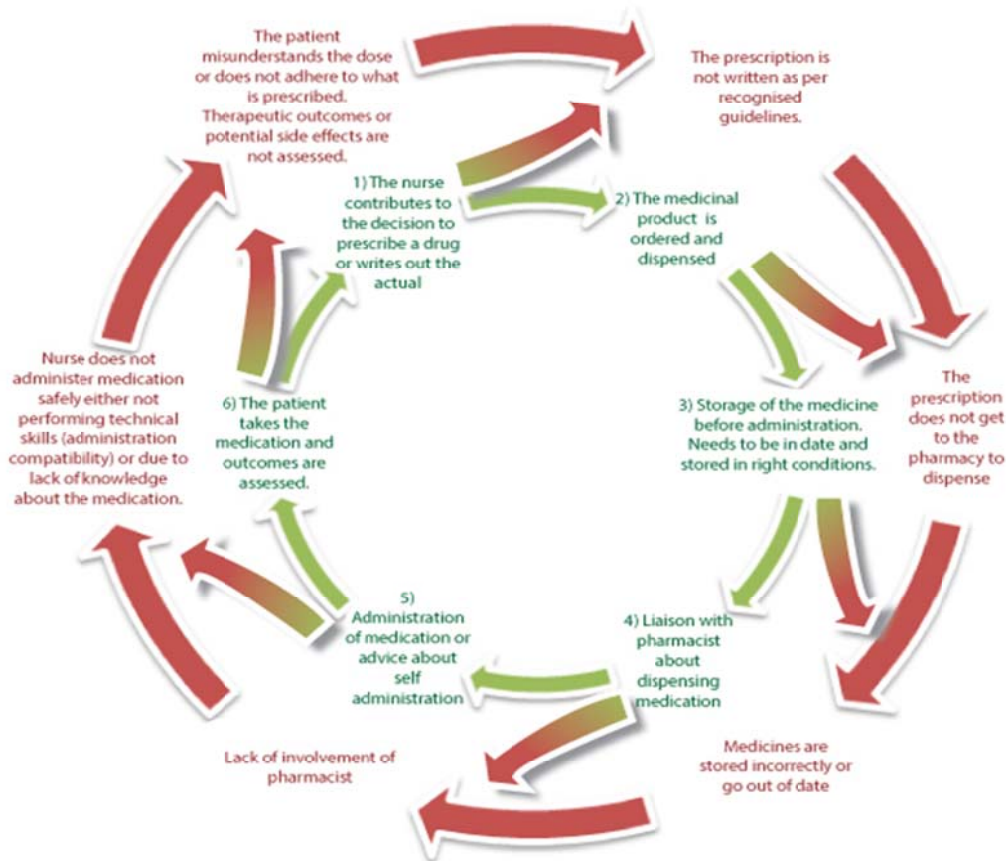 The patient
misunderstands the dose
or does not adhere to what
is prescribed.
Therapeutic outcomes or
potential side effects are
not assessed.
The prescription is
not written as per
recognised
guidelines.
1) The nurse
contributes to
the decision to
prescribe a drug
or writes out the
actual
2) The medicinal
product is
ordered and
dispensed
Nurse does not
administer medication
safely either not
performing technical
skills (administration
compatibility) or due to
lack of knowledge
about the medication.
6) The patient
takes the
medication and
outcomes are
assessed.
3) Storage of the medicine
before administration.
Needs to be in date and
stored in right conditions.
The
prescription
does not get
to the
pharmacy to
dispense
5)
Administration
of medication or
advice about
self
administration
4) Liaison with
pharmacist
about
dispensing
medication
Lack of involvement of
pharmacist
Medicines are
stored incorrectly or
go out of date